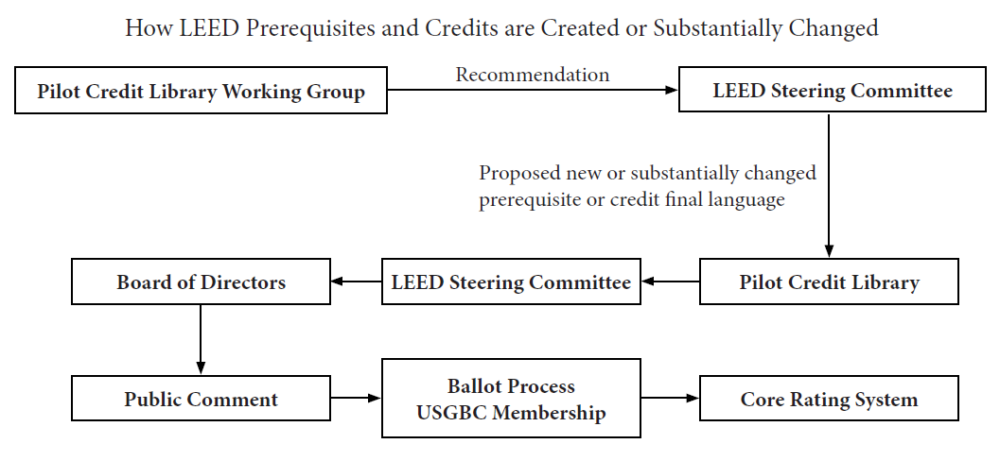 How LEED Prerequisites and Credits are Created or Substantially Changed
Pilot Credit Library Working Group
Recommendation
LEED Steering Committee
Proposed new or substantially changed
prerequisite or credit final language
Pilot Credit Library
LEED Steering Committee
Board of Directors
Public Comment
Ballot Process
USGBC Membership
Core Rating System